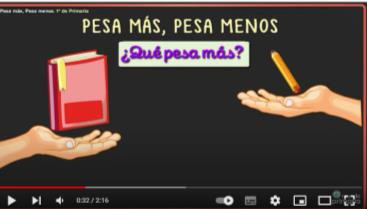 Pesa más, Pesa menos. 1º de Primaria
PESA MÁS, PESA MENOS
¿Qué pesa más?
0:32 / 2:16